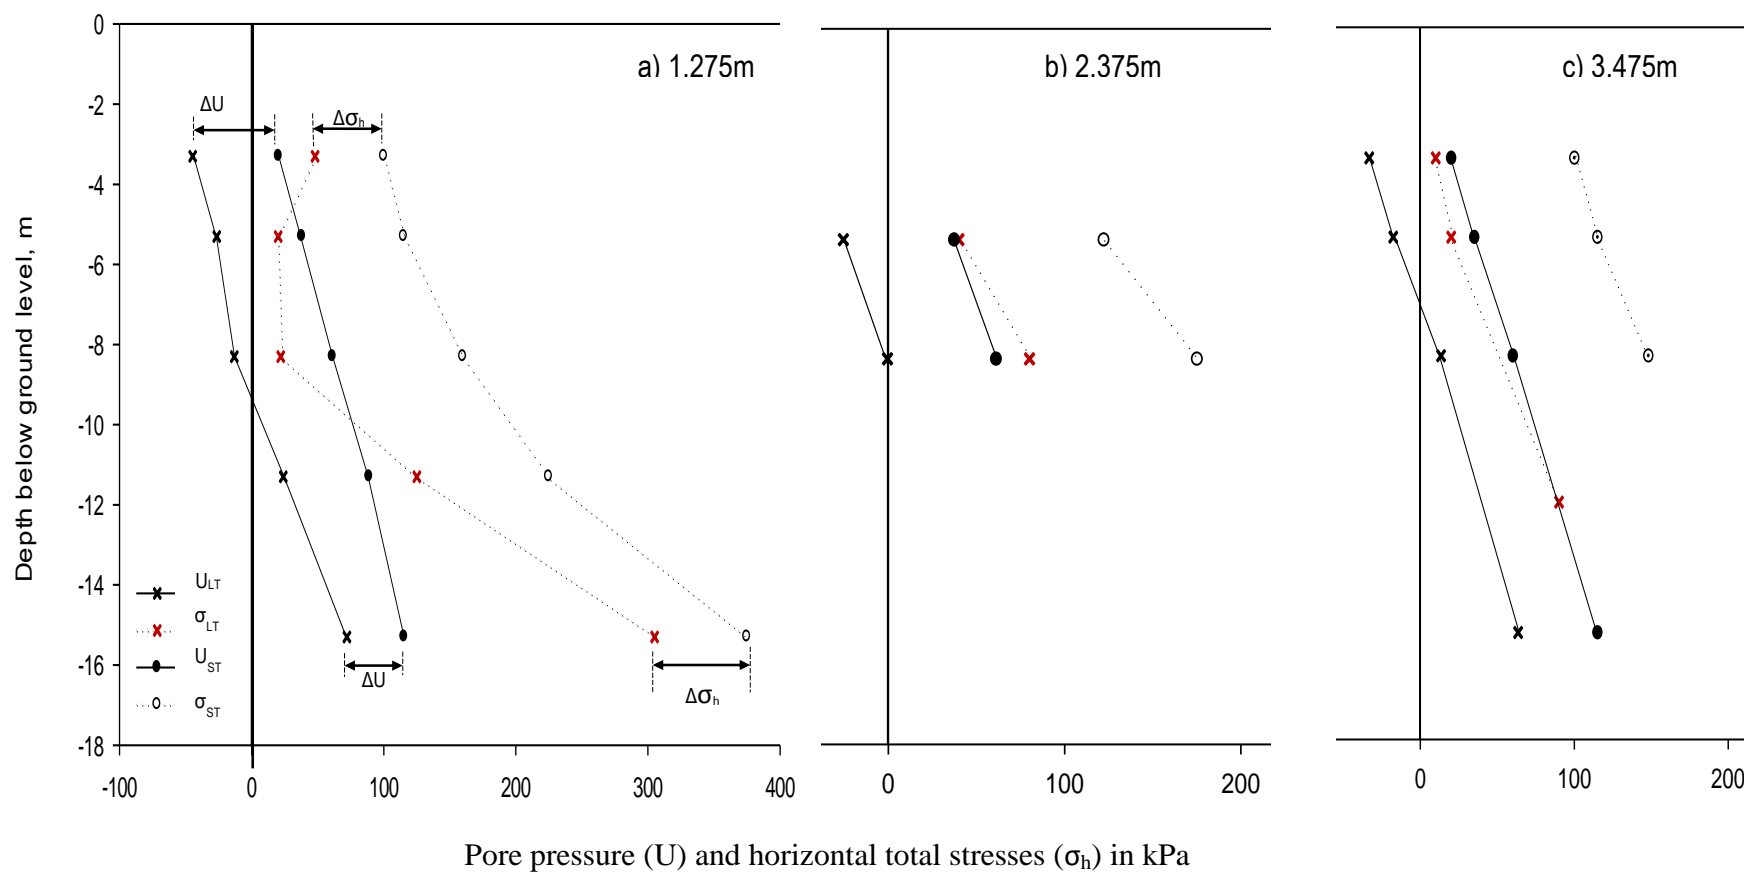 a) 1.275m
b) 2.375m
c) 3.475m
ΔU
Δσh
0
-2
-4
-6
-8
-10
-12
-14
-16
-18
Depth below ground level, m
ULT
σLT
UST
σST
ΔU
Δσh
-100
0
100
200
300
400
0
100
200
0
100
200
Pore pressure (U) and horizontal total stresses (σh) in kPa